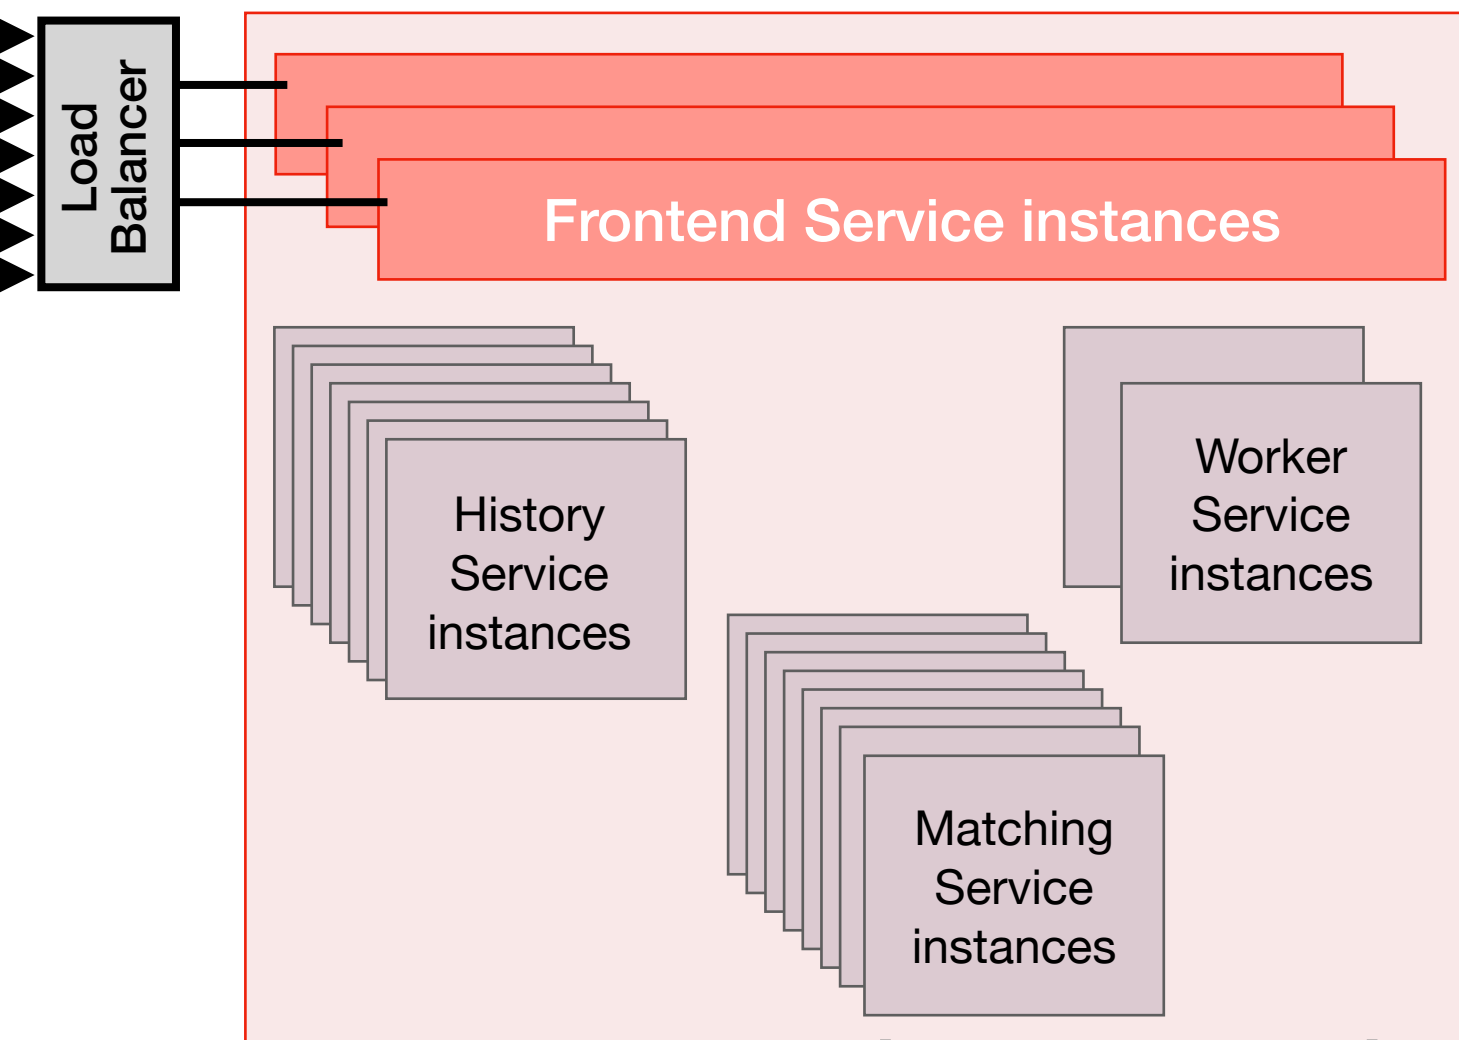 Load
Balancer
Frontend Service instances
History
Service
instances
Worker
Service
instances
Matching
Service
instances